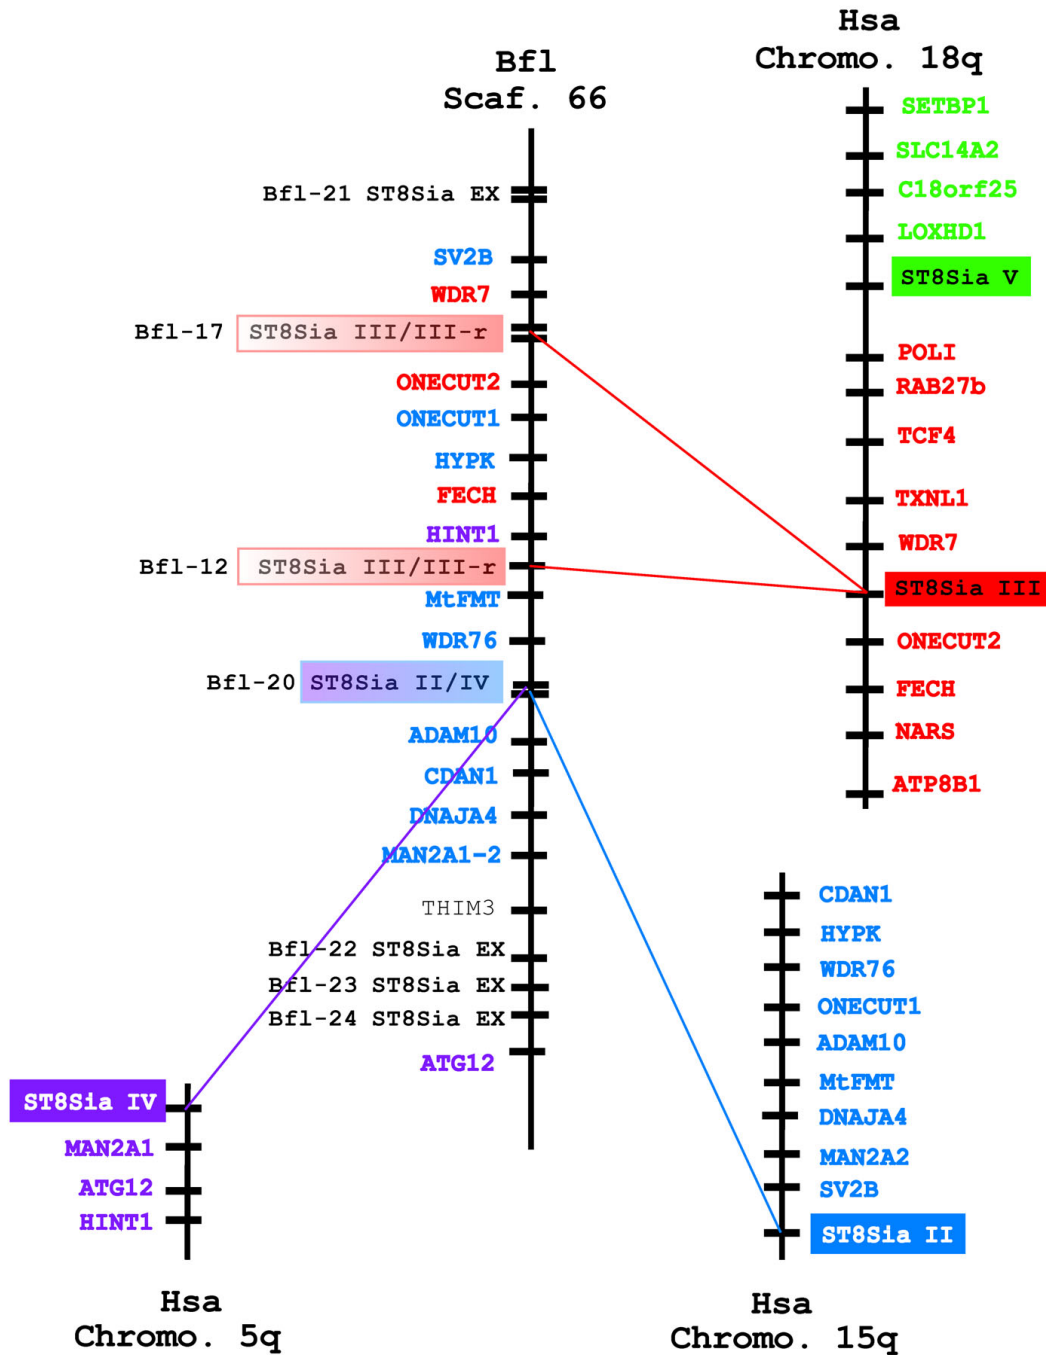 Bfl
Scaf. 66
Bfl-21 ST8Sia EX
SV2B
WDR7
Bfl-17 ST8Sia III/III-r
ONECUT2
ONECUT1
HYPK
FECH
HINT1
Bfl-12 ST8Sia III/III-r
MtFMT
WDR76
Bfl-20 ST8Sia II/IV
ADAM10
CDAN1
DNAJA4
MAN2A1-2
THIM3
Bfl-22 ST8Sia EX
Bfl-23 ST8Sia EX
Bfl-24 ST8Sia EX
ATG12
Hsa
Chromo. 18q
SETBP1
SLC14A2
C18orf25
LOXHD1
ST8Sia V
POLI
RAB27b
TCF4
TXNL1
WDR7
ST8Sia III
ONECUT2
FECH
NARS
ATP8B1
ST8Sia IV
MAN2A1
ATG12
HINT1
Hsa
Chromo. 5q
CDAN1
HYPK
WDR76
ONECUT1
ADAM10
MtFMT
DNAJA4
MAN2A2
SV2B
ST8Sia II
Hsa
Chromo. 15q